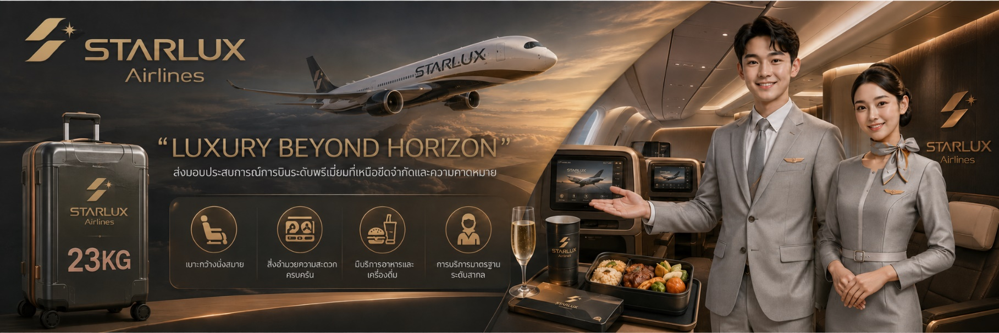 STARLUX
Airlines
STARLUX
“LUXURY BEYOND HORIZON”
ส่งมอบประสบการณ์การบินระดับพรีเมี่ยมที่เหนือขีดจำกัดและความคาดหมาย
STARLUX
Airlines
23KG
เบาะกว้างนั่งสบาย
สิ่งอำนวยความสะดวก
ครบครัน
มีบริการอาหารและ
เครื่องดื่ม
การบริการมาตรฐาน
ระดับสากล
STARLUX
STARLUX
STARLUX
Airlines
STARLUX
STARLUX
Airlines